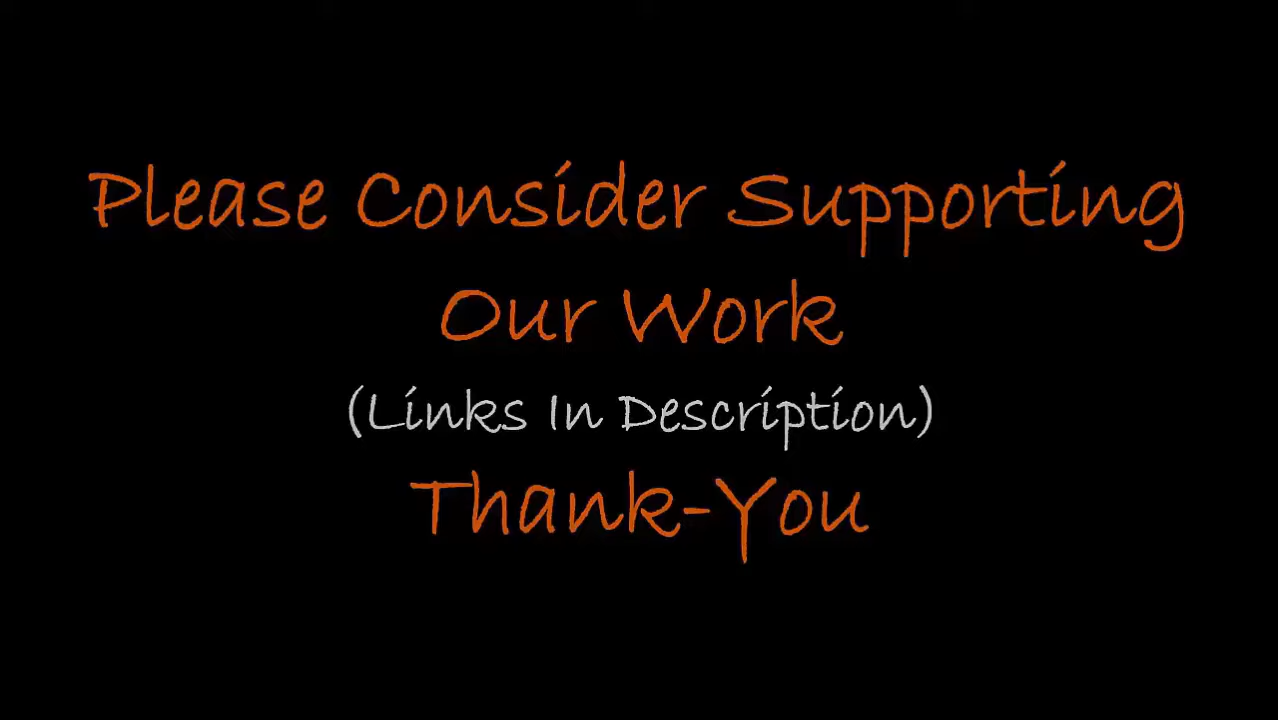 Please Consider Supporting
Our Work
(Links In Description)
Thank-You